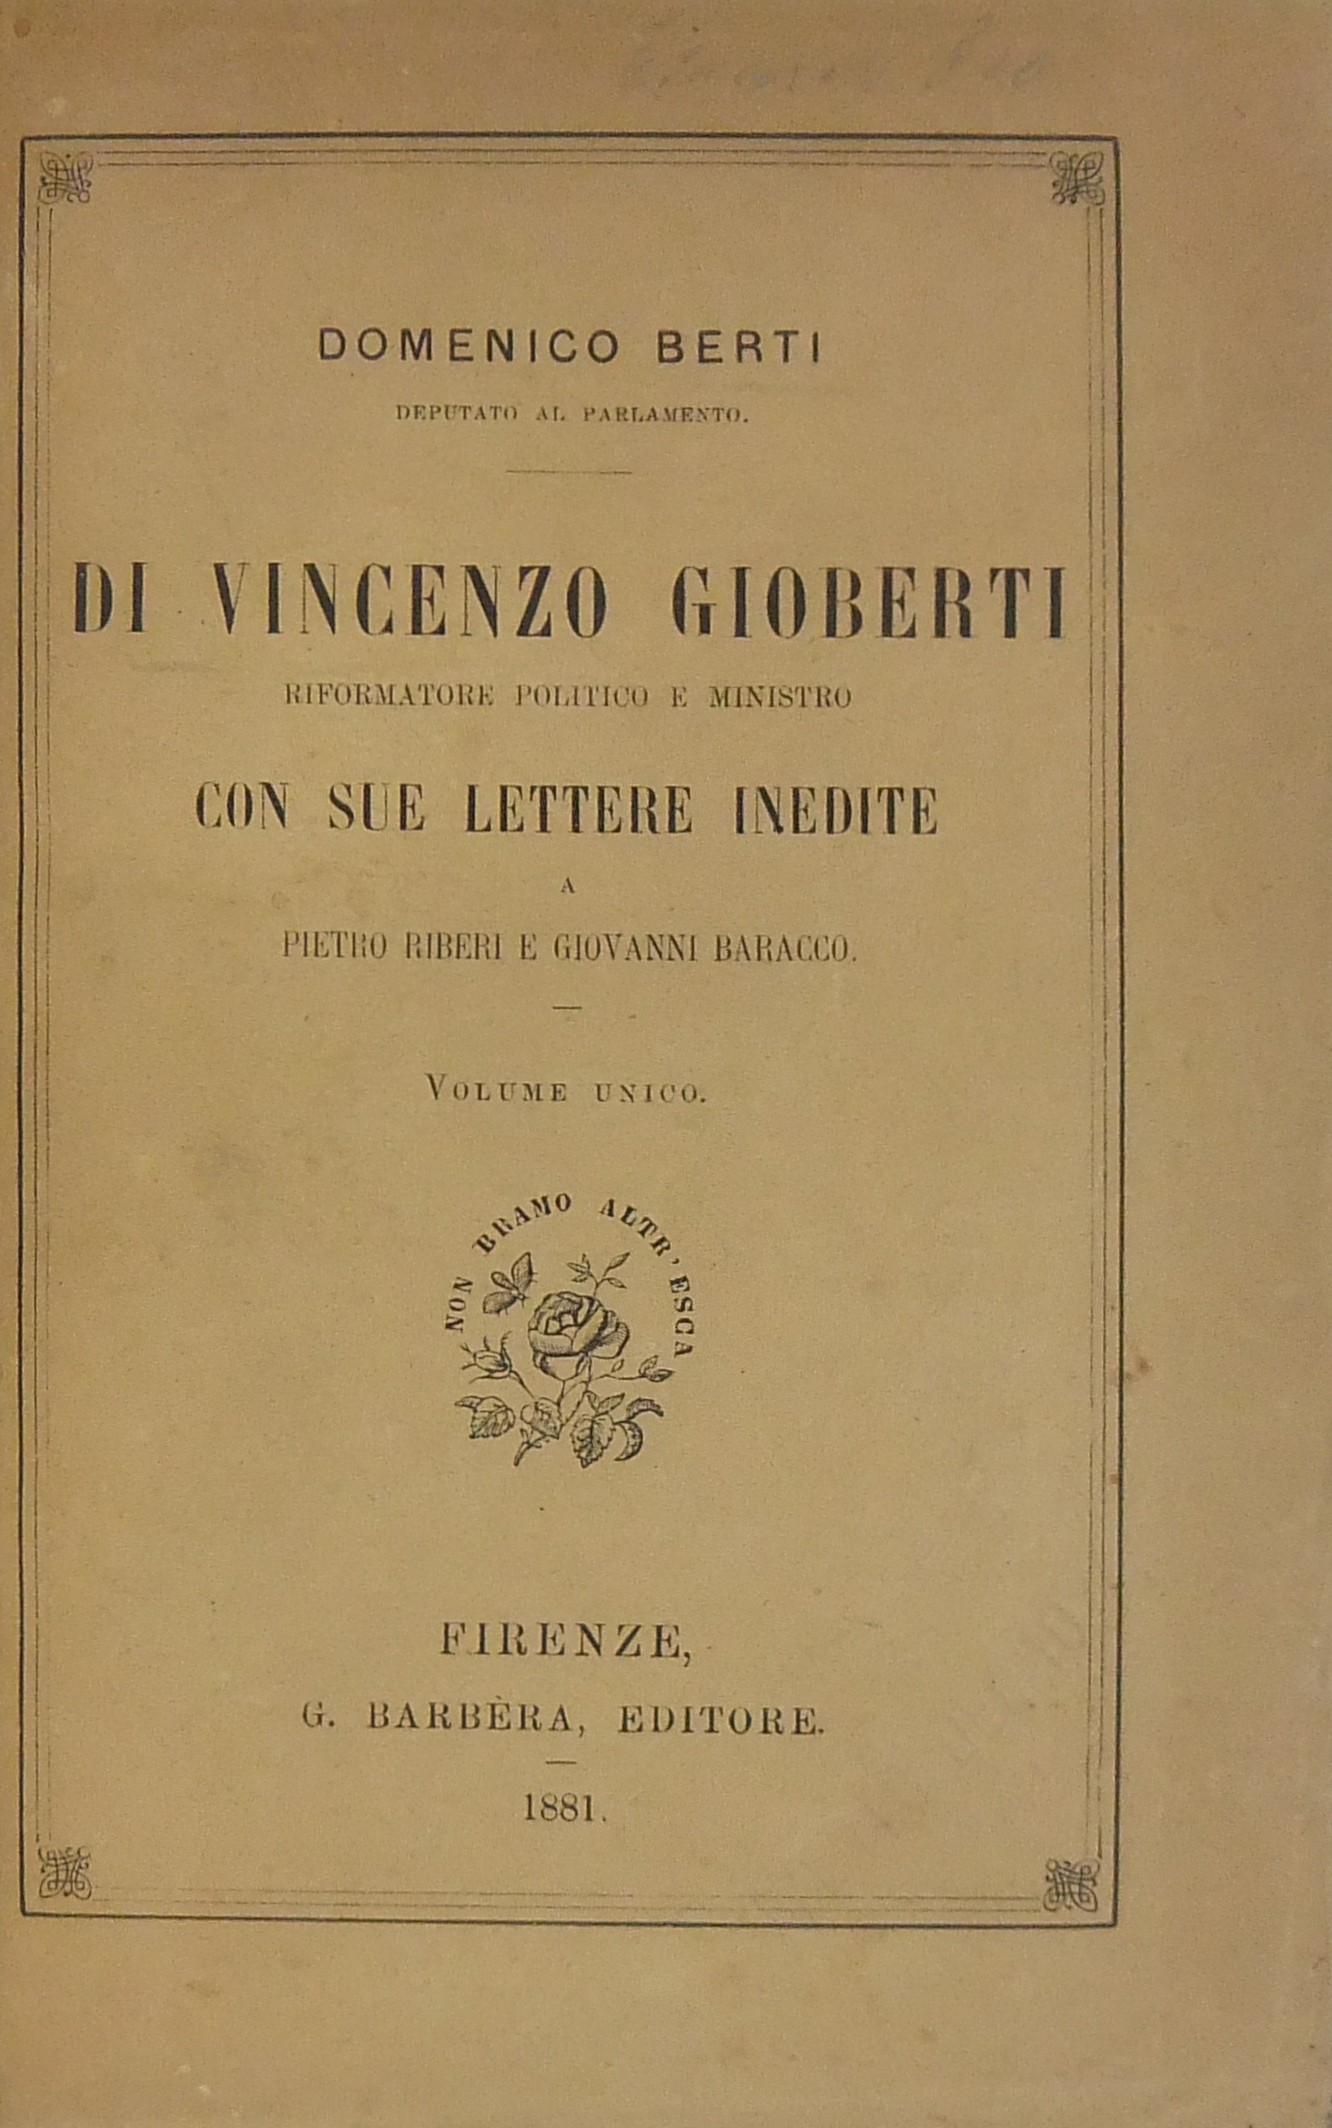 DOMENICO BERTI
DEPUTATO AL PARLAMENTO.
DI VINCENZO GIOBERTI
RIFORMATORE POLITICO E MINISTRO
CON SUE LETTERE INEDITE
A
PIETRO RIBERI E GIOVANNI BARACCO.
VOLUME UNICO.
NON BRAMO ALTR'ESCA
FIRENZE,
G. BARBÈRA, EDITORE.
1881.